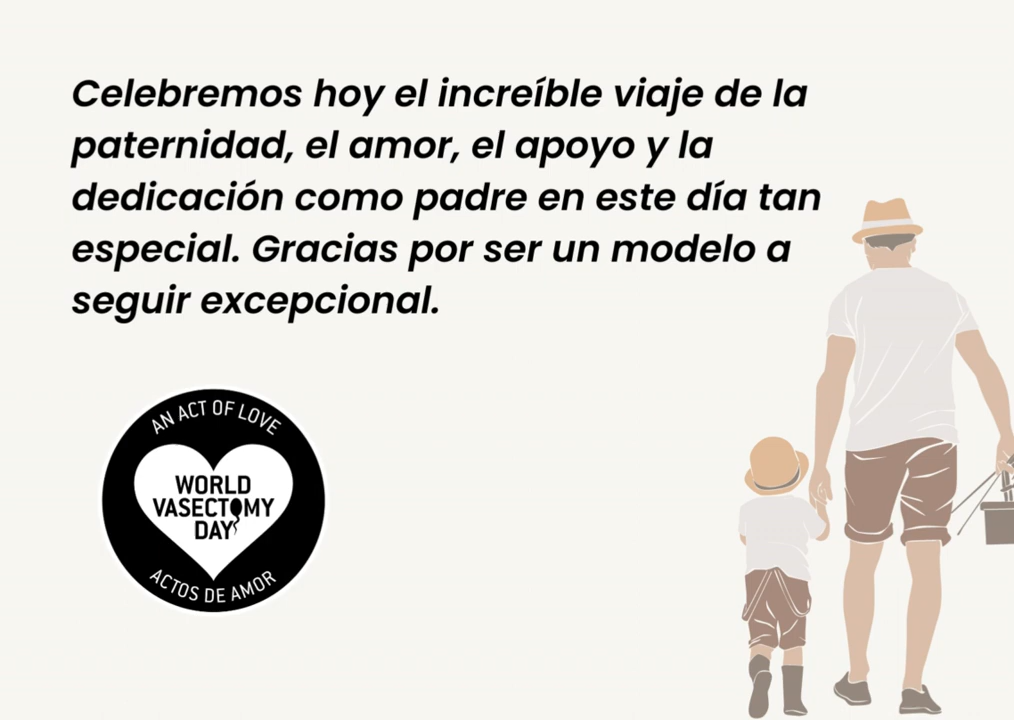 Celebremos hoy el increíble viaje de la
paternidad, el amor, el apoyo y la
dedicación como padre en este día tan
especial. Gracias por ser un modelo a
seguir excepcional.
AN ACT OF LOVE
WORLD
VASECTOMY
DAY
ACTOS DE AMOR